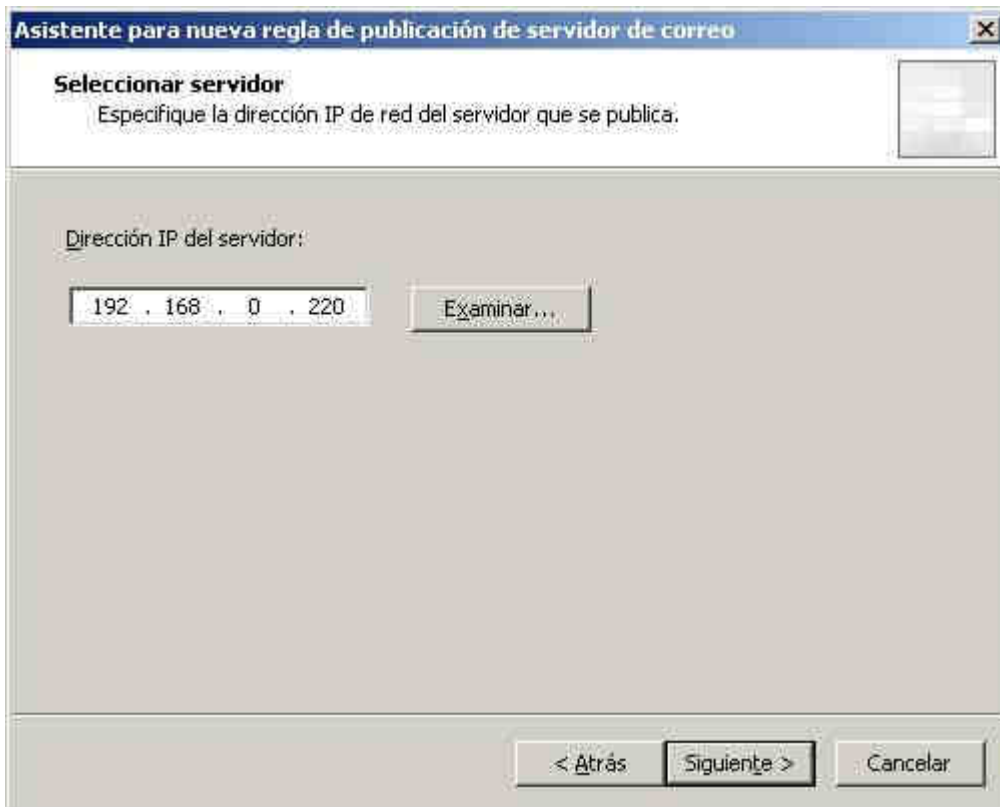 Asistente para nueva regla de publicación de servidor de correo
Seleccionar servidor
Especifique la dirección IP de red del servidor que se publica.
Dirección IP del servidor:
192 . 168 . 0 . 220 Examinar...
< Atrás Siguiente > Cancelar